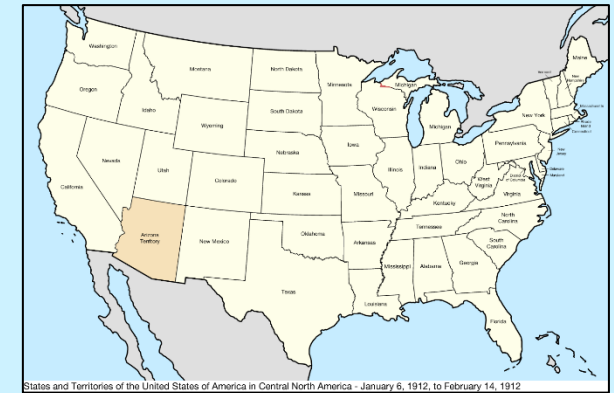 Washington
Montana
North Dakota
Minnesota
Michigan
Maine
Oregon
Idaho
Wyoming
South Dakota
Wisconsin
Michigan
New York
Nevada
Utah
Colorado
Nebraska
Iowa
Illinois
Indiana
Ohio
Pennsylvania
California
Kansas
Missouri
Kentucky
West
Virginia
Virginia
Arizona
Territory
New Mexico
Oklahoma
Arkansas
Tennessee
North
Carolina
South
Carolina
Texas
Louisiana
Mississippi
Alabama
Georgia
Florida
States and Territories of the United States of America in Central North America - January 6, 1912, to February 14, 1912